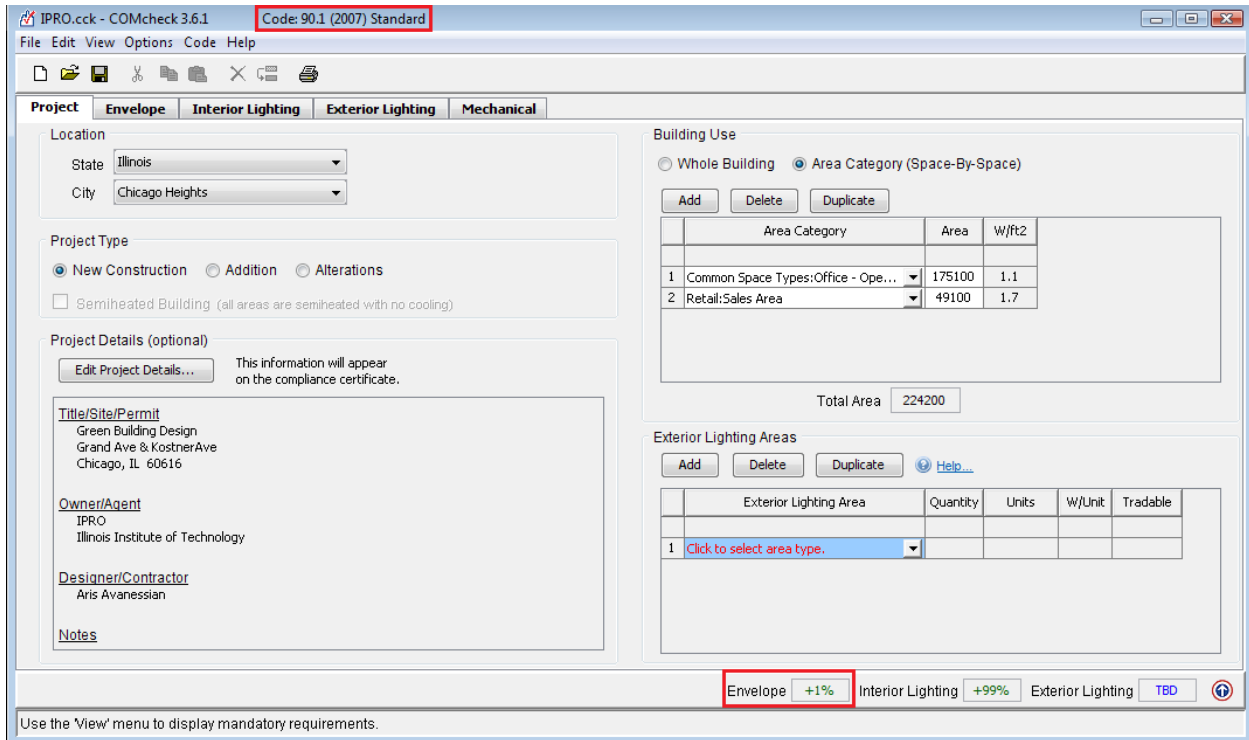 IPRO.cck - COMcheck 3.6.1 Code: 90.1 (2007) Standard
File Edit View Options Code Help
Project Envelope Interior Lighting Exterior Lighting Mechanical
Location
State Illinois
City Chicago Heights
Project Type
New Construction Addition Alterations
Semiheated Building (all areas are semiheated with no cooling)
Project Details (optional)
Edit Project Details...
This information will appear
on the compliance certificate.
Title/Site/Permit
Green Building Design
Grand Ave & KostnerAve
Chicago, IL 60616
Owner/Agent
IPRO
Illinois Institute of Technology
Designer/Contractor
Aris Avanessian
Notes
Building Use
Whole Building Area Category (Space-By-Space)
Add Delete Duplicate
Area Category Area W/ft2
1 Common Space Types:Office - Ope... 175100 1.1
2 Retail:Sales Area 49100 1.7
Total Area 224200
Exterior Lighting Areas
Add Delete Duplicate Help...
Exterior Lighting Area Quantity Units W/Unit Tradable
1 Click to select area type.
Envelope +1% Interior Lighting +99% Exterior Lighting TBD
Use the 'View' menu to display mandatory requirements.